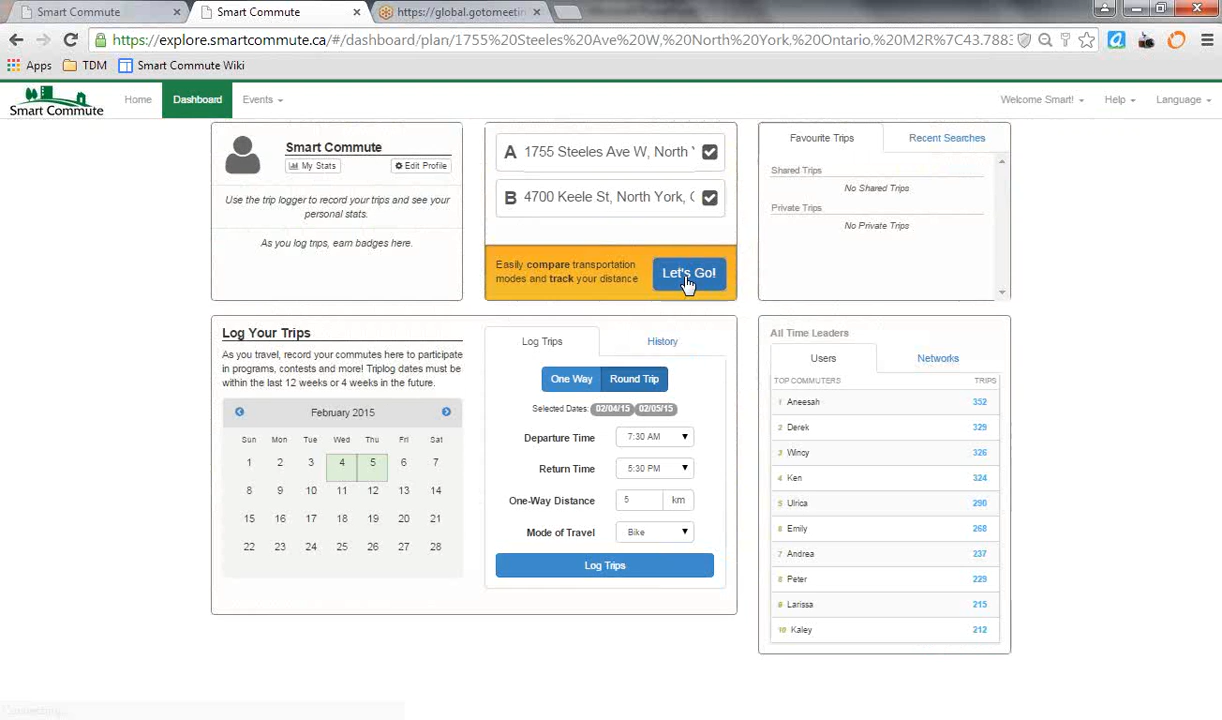 Smart Commute
Smart Commute
https://global.gotomeetin
https://explore.smartcommute.ca/#/dashboard/plan/1755%20Steeles%20Ave%20W,%20North%20York,%20Ontario,%20M2R%7C43.7883
Apps
TDM
Smart Commute Wiki
Smart Commute
Home
Dashboard
Events
Welcome Smart!
Help
Language
Smart Commute
My Stats
Edit Profile
Use the trip logger to record your trips and see your
personal stats.
As you log trips, earn badges here.
A 1755 Steeles Ave W, North Y
B 4700 Keele St, North York, O
Easily compare transportation
modes and track your distance
Let's Go!
Favourite Trips
Recent Searches
Shared Trips
No Shared Trips
Private Trips
No Private Trips
Log Your Trips
As you travel, record your commutes here to participate
in programs, contests and more! Triplog dates must be
within the last 12 weeks or 4 weeks in the future.
February 2015
Sun Mon Tue Wed Thu Fri Sat
1 2 3 4 5 6 7
8 9 10 11 12 13 14
15 16 17 18 19 20 21
22 23 24 25 26 27 28
Log Trips
History
One Way
Round Trip
Selected Dates: 02/04/15 02/05/15
Departure Time 7:30 AM
Return Time 5:30 PM
One-Way Distance 5 km
Mode of Travel Bike
Log Trips
All Time Leaders
Users
Networks
TOP COMMUTERS TRIPS
1 Aneesah 352
2 Derek 329
3 Wincy 326
4 Ken 324
5 Ulrica 290
6 Emily 268
7 Andrea 237
8 Peter 229
9 Larissa 215
10 Kaley 212